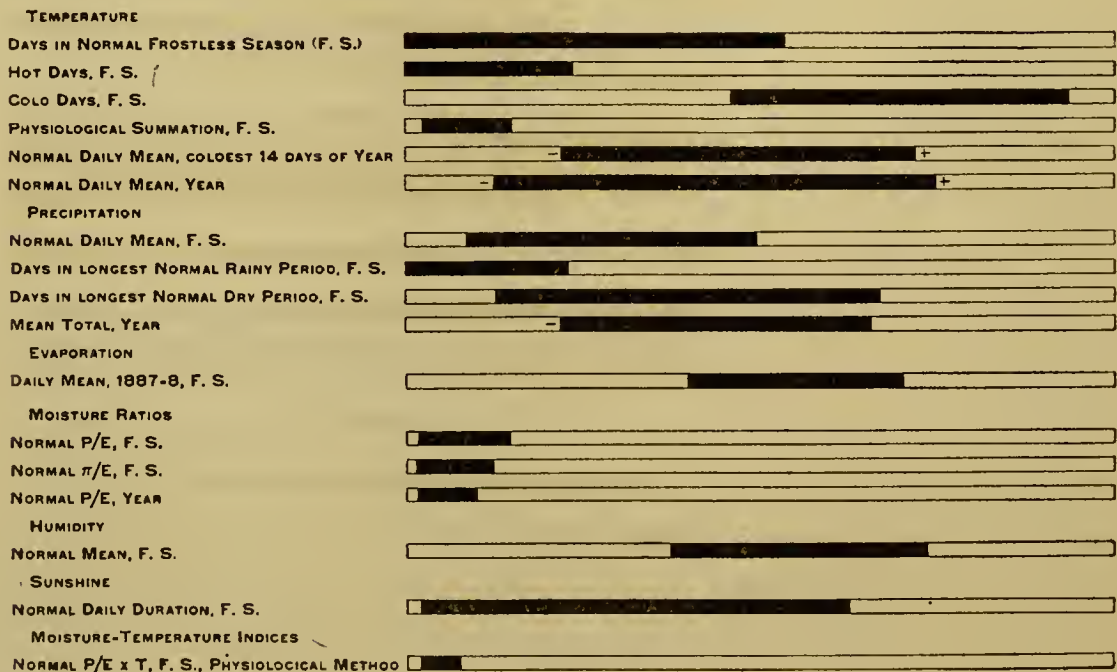 TEMPERATURE
DAYS IN NORMAL FROSTLESS SEASON (F. S.)
HOT DAYS, F. S.
COLD DAYS, F. S.
PHYSIOLOGICAL SUMMATION, F. S.
NORMAL DAILY MEAN, COLDEST 14 DAYS OF YEAR - +
NORMAL DAILY MEAN, YEAR - +
PRECIPITATION
NORMAL DAILY MEAN, F. S.
DAYS IN LONGEST NORMAL RAINY PERIOD, F. S.
DAYS IN LONGEST NORMAL DRY PERIOD, F. S.
MEAN TOTAL, YEAR -
EVAPORATION
DAILY MEAN, 1887-8, F. S.
MOISTURE RATIOS
NORMAL P/E, F. S.
NORMAL π/E, F. S.
NORMAL P/E, YEAR
HUMIDITY
NORMAL MEAN, F. S.
SUNSHINE
NORMAL DAILY DURATION, F. S.
MOISTURE-TEMPERATURE INDICES
NORMAL P/E x T, F. S., PHYSIOLOGICAL METHOD